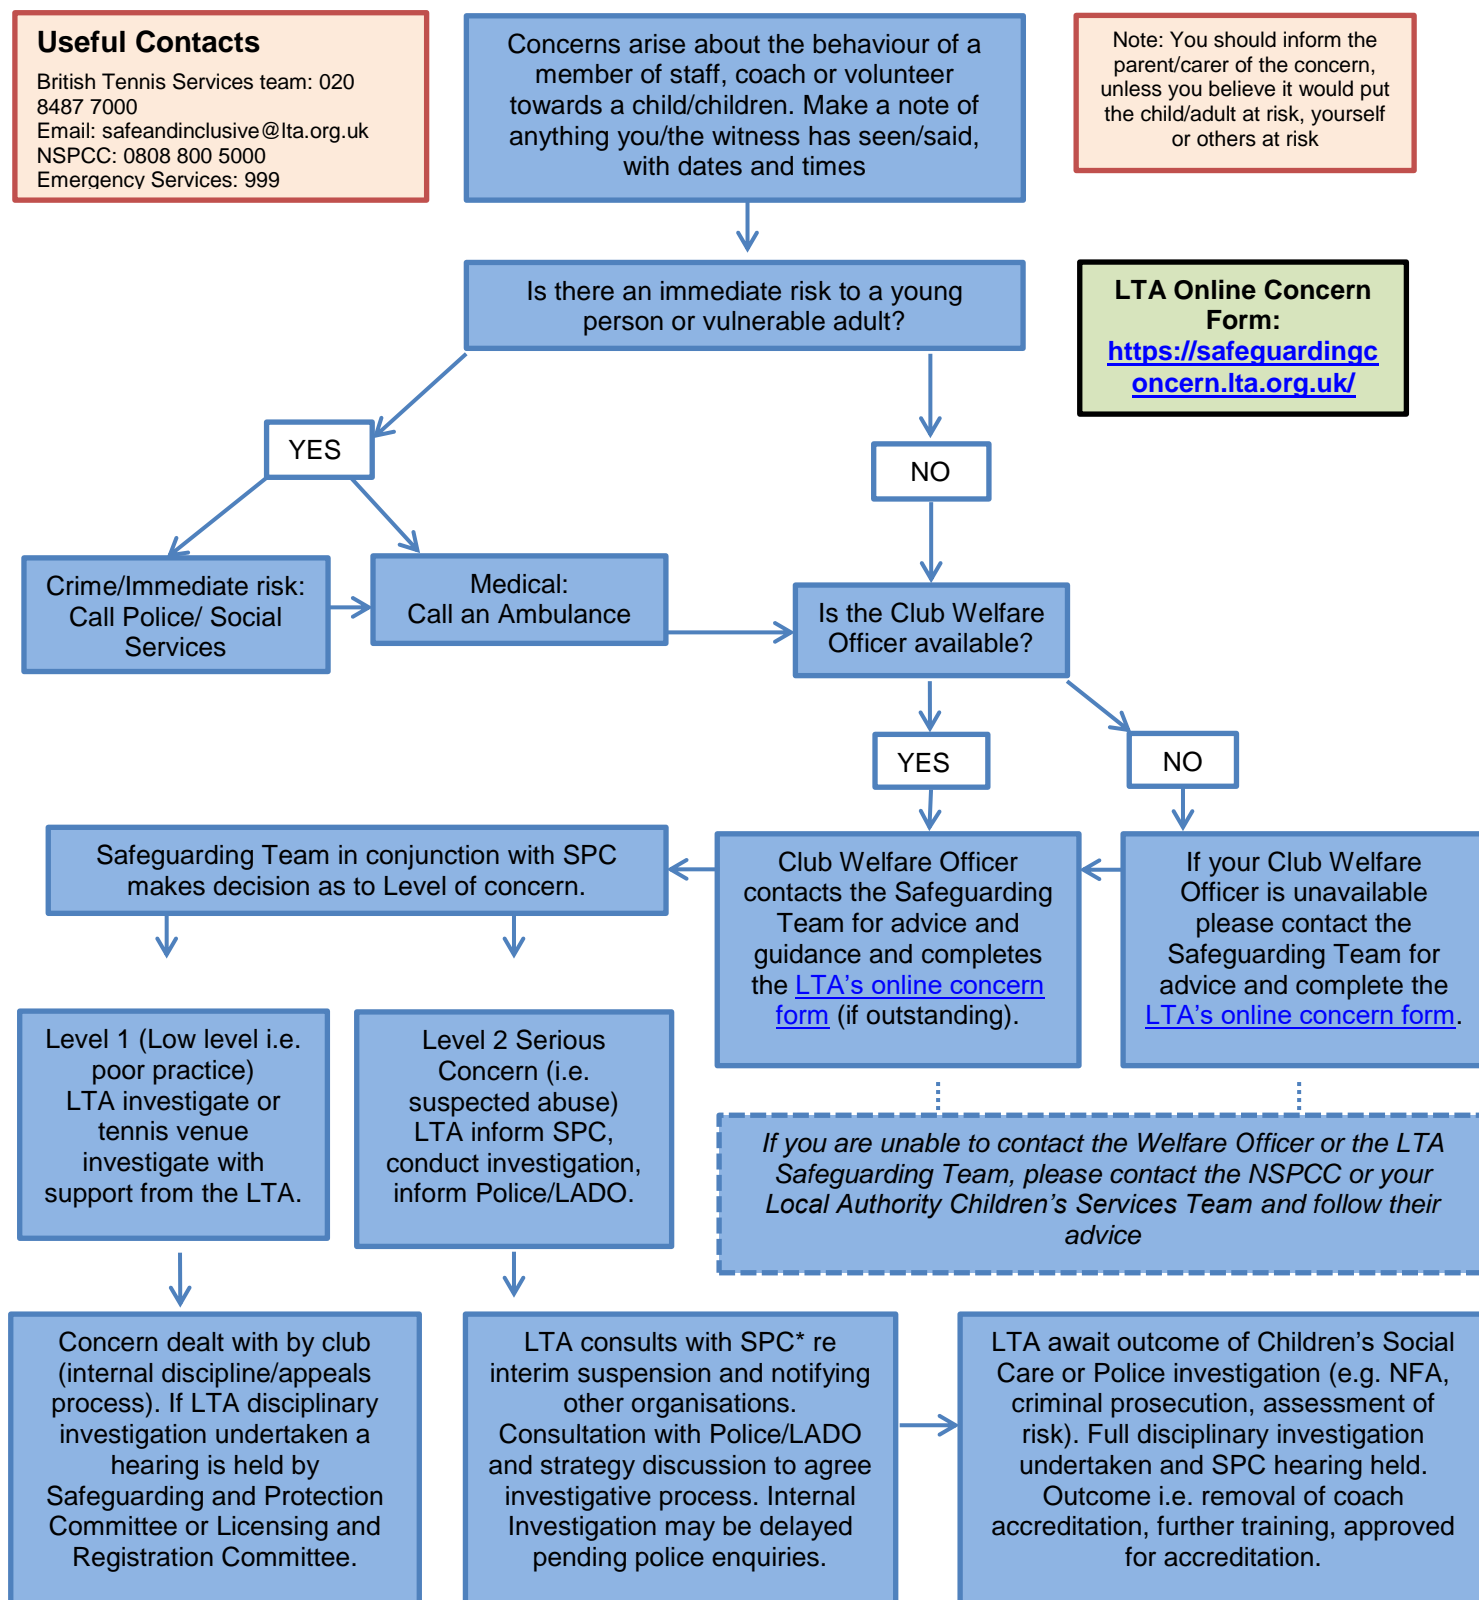 Useful Contacts
British Tennis Services team: 020
8487 7000
Email: safeandinclusive@lta.org.uk
NSPCC: 0808 800 5000
Emergency Services: 999
Concerns arise about the behaviour of a
member of staff, coach or volunteer
towards a child/children. Make a note of
anything you/the witness has seen/said,
with dates and times
Note: You should inform the
parent/carer of the concern,
unless you believe it would put
the child/adult at risk, yourself
or others at risk
Is there an immediate risk to a young
person or vulnerable adult?
LTA Online Concern
Form:
https://safeguardingc
oncern.lta.org.uk/
YES
NO
Crime/Immediate risk:
Call Police/ Social
Services
Medical:
Call an Ambulance
Is the Club Welfare
Officer available?
YES
NO
Safeguarding Team in conjunction with SPC
makes decision as to Level of concern.
Club Welfare Officer
contacts the Safeguarding
Team for advice and
guidance and completes
the LTA’s online concern
form (if outstanding).
If your Club Welfare
Officer is unavailable
please contact the
Safeguarding Team for
advice and complete the
LTA’s online concern form.
Level 1 (Low level i.e.
poor practice)
LTA investigate or
tennis venue
investigate with
support from the LTA.
Level 2 Serious
Concern (i.e.
suspected abuse)
LTA inform SPC,
conduct investigation,
inform Police/LADO.
If you are unable to contact the Welfare Officer or the LTA
Safeguarding Team, please contact the NSPCC or your
Local Authority Children’s Services Team and follow their
advice
Concern dealt with by club
(internal discipline/appeals
process). If LTA disciplinary
investigation undertaken a
hearing is held by
Safeguarding and Protection
Committee or Licensing and
Registration Committee.
LTA consults with SPC* re
interim suspension and notifying
other organisations.
Consultation with Police/LADO
and strategy discussion to agree
investigative process. Internal
Investigation may be delayed
pending police enquiries.
LTA await outcome of Children’s Social
Care or Police investigation (e.g. NFA,
criminal prosecution, assessment of
risk). Full disciplinary investigation
undertaken and SPC hearing held.
Outcome i.e. removal of coach
accreditation, further training, approved
for accreditation.